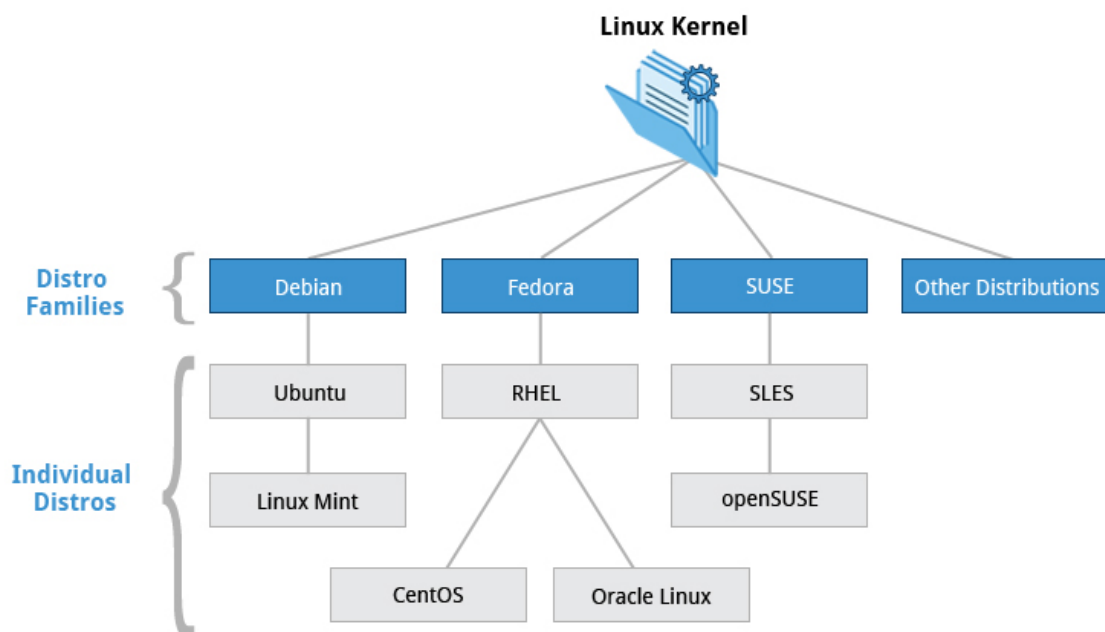 Linux Kernel
Distro
Families
Debian
Fedora
SUSE
Other Distributions
Individual
Distros
Ubuntu
RHEL
SLES
Linux Mint
openSUSE
CentOS
Oracle Linux